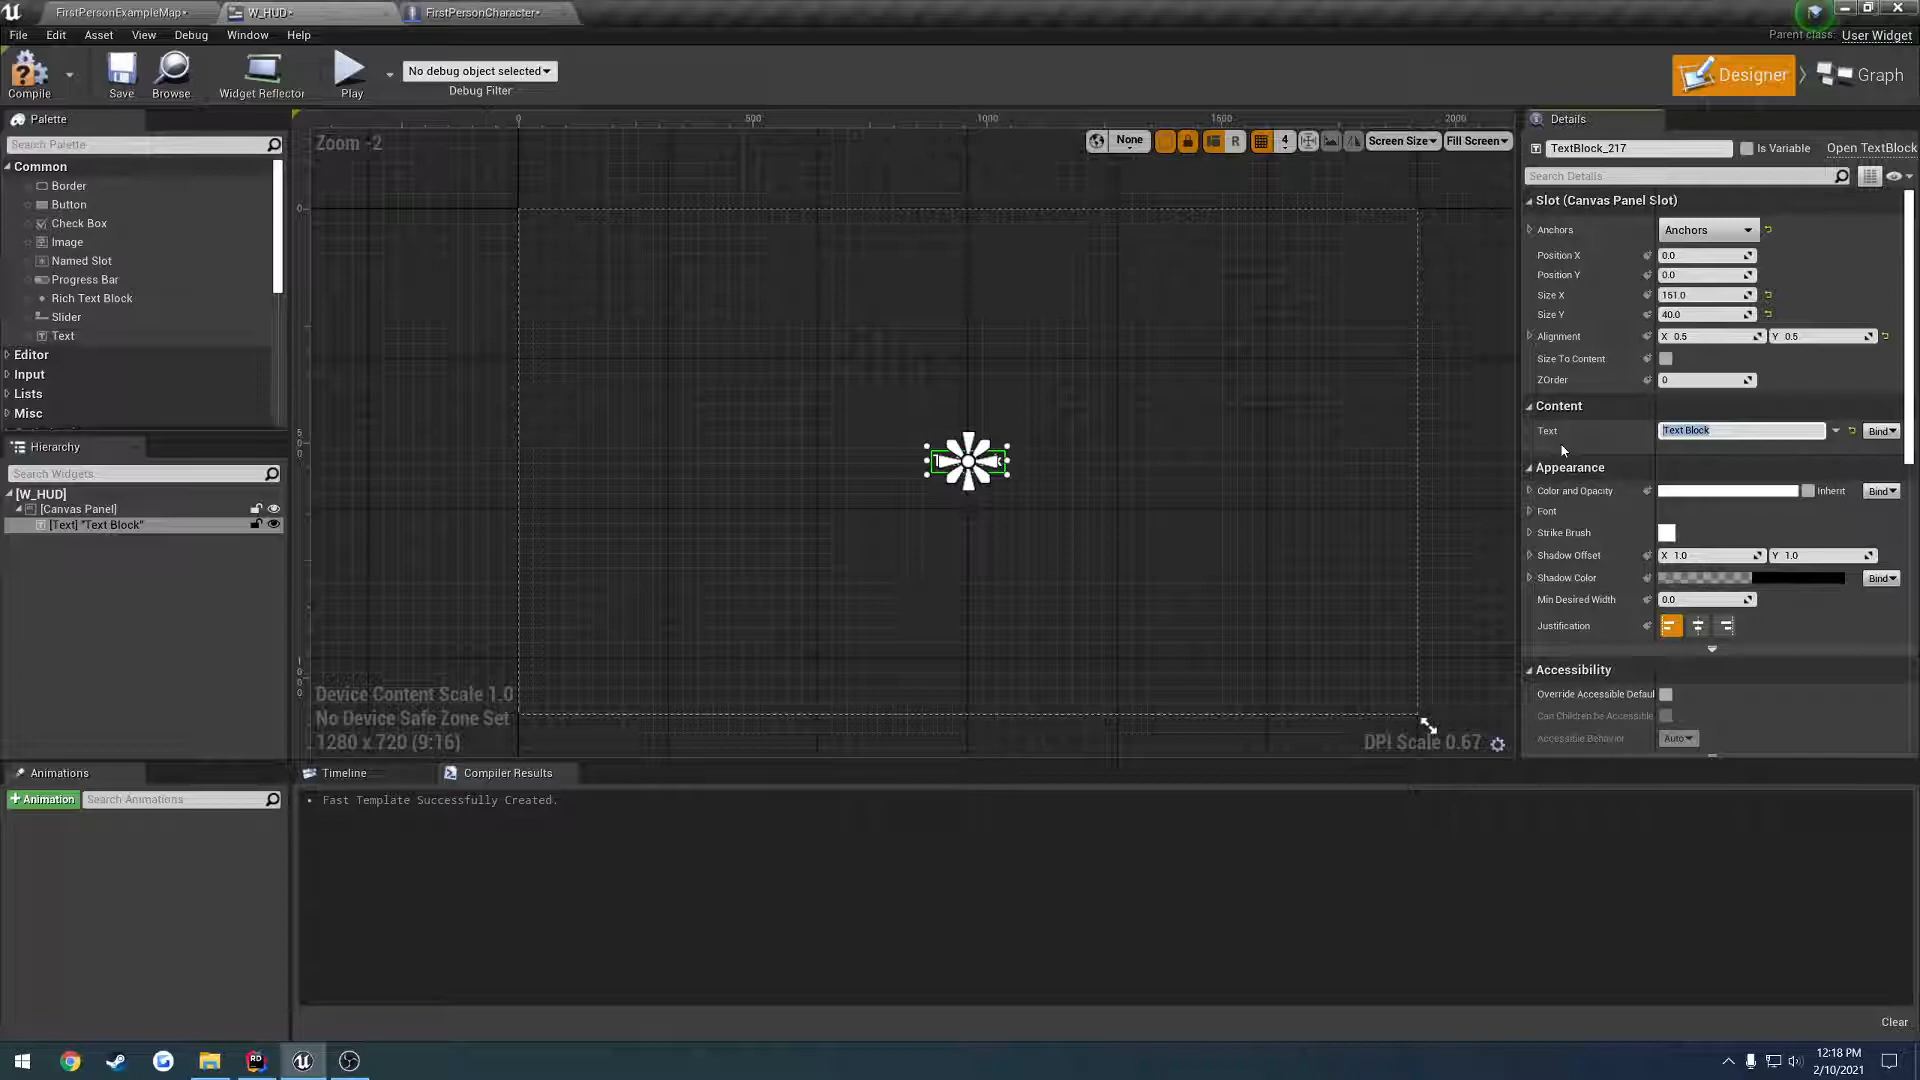 FirstPersonExampleMap*
W_HUD*
FirstPersonCharacter*
File
Edit
Asset
View
Debug
Window
Help
Parent class: User Widget
Compile
Save
Browse
Widget Reflector
Play
No debug object selected
Debug Filter
Designer
Graph
Palette
Search Palette
Common
Border
Button
Check Box
Image
Named Slot
Progress Bar
Rich Text Block
Slider
Text
Editor
Input
Lists
Misc
Hierarchy
Search Widgets
[W_HUD]
[Canvas Panel]
[Text] "Text Block"
Animations
+ Animation
Search Animations
0 500 1000 1500 2000
Zoom -2
None
R
4
Screen Size
Fill Screen
0
500
1000
Device Content Scale 1.0
No Device Safe Zone Set
1280 x 720 (9:16)
DPI Scale 0.67
Details
TextBlock_217
Is Variable
Open TextBlock
Search Details
Slot (Canvas Panel Slot)
Anchors
Anchors
Position X 0.0
Position Y 0.0
Size X 151.0
Size Y 40.0
Alignment X 0.5 Y 0.5
Size To Content
ZOrder 0
Content
Text Text Block Bind
Appearance
Color and Opacity Inherit Bind
Font
Strike Brush
Shadow Offset X 1.0 Y 1.0
Shadow Color Bind
Min Desired Width 0.0
Justification
Accessibility
Override Accessible Defaul
Can Children be Accessible
Accessible Behavior Auto
Timeline
Compiler Results
• Fast Template Successfully Created.
Clear
RD
12:18 PM
2/10/2021